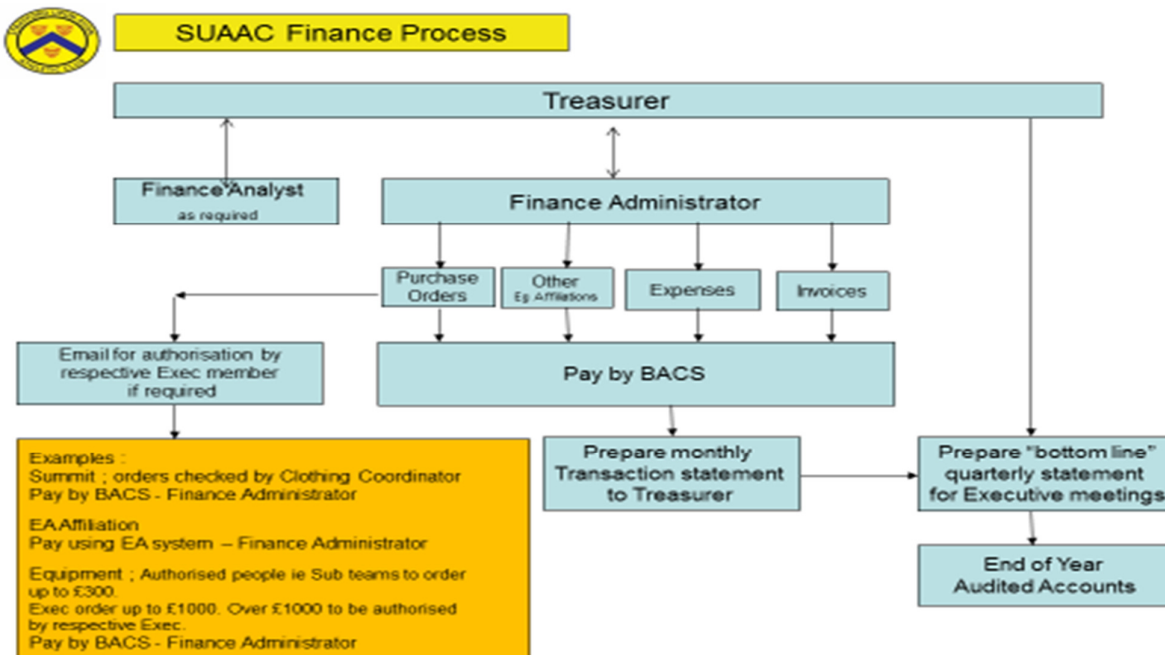 SUAAC Finance Process
Treasurer
Finance Analyst
as required
Finance Administrator
Purchase
Orders
Other
Eg Affiliations
Expenses
Invoices
Email for authorisation by
respective Exec member
if required
Pay by BACS
Examples :
Summit ; orders checked by Clothing Coordinator
Pay by BACS - Finance Administrator
EA Affiliation
Pay using EA system – Finance Administrator
Equipment ; Authorised people ie Sub teams to order
up to £300.
Exec order up to £1000. Over £1000 to be authorised
by respective Exec.
Pay by BACS - Finance Administrator
Prepare monthly
Transaction statement
to Treasurer
Prepare “bottom line”
quarterly statement
for Executive meetings
End of Year
Audited Accounts